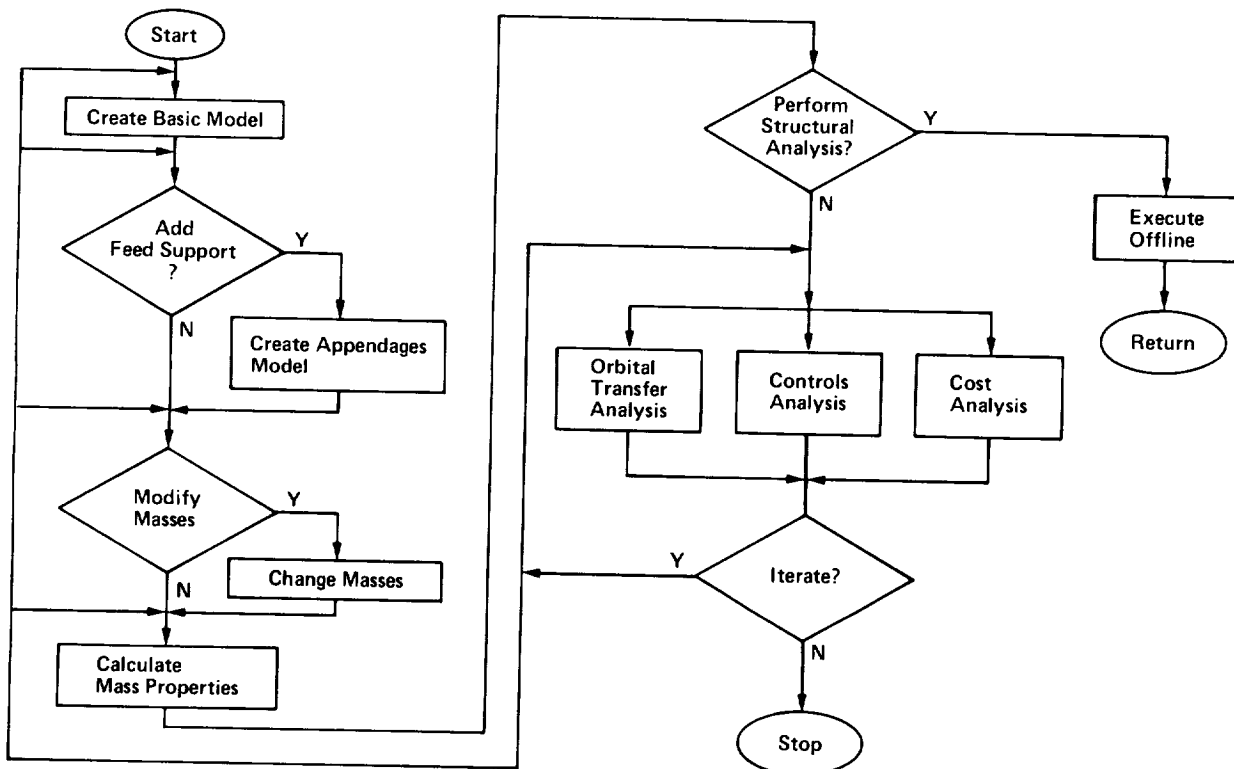 Start
Create Basic Model
Add
Feed Support
?
Y
N
Create Appendages
Model
Modify
Masses
Y
N
Change Masses
Calculate
Mass Properties
Perform
Structural
Analysis?
Y
N
Execute
Offline
Return
Orbital
Transfer
Analysis
Controls
Analysis
Cost
Analysis
Iterate?
Y
N
Stop